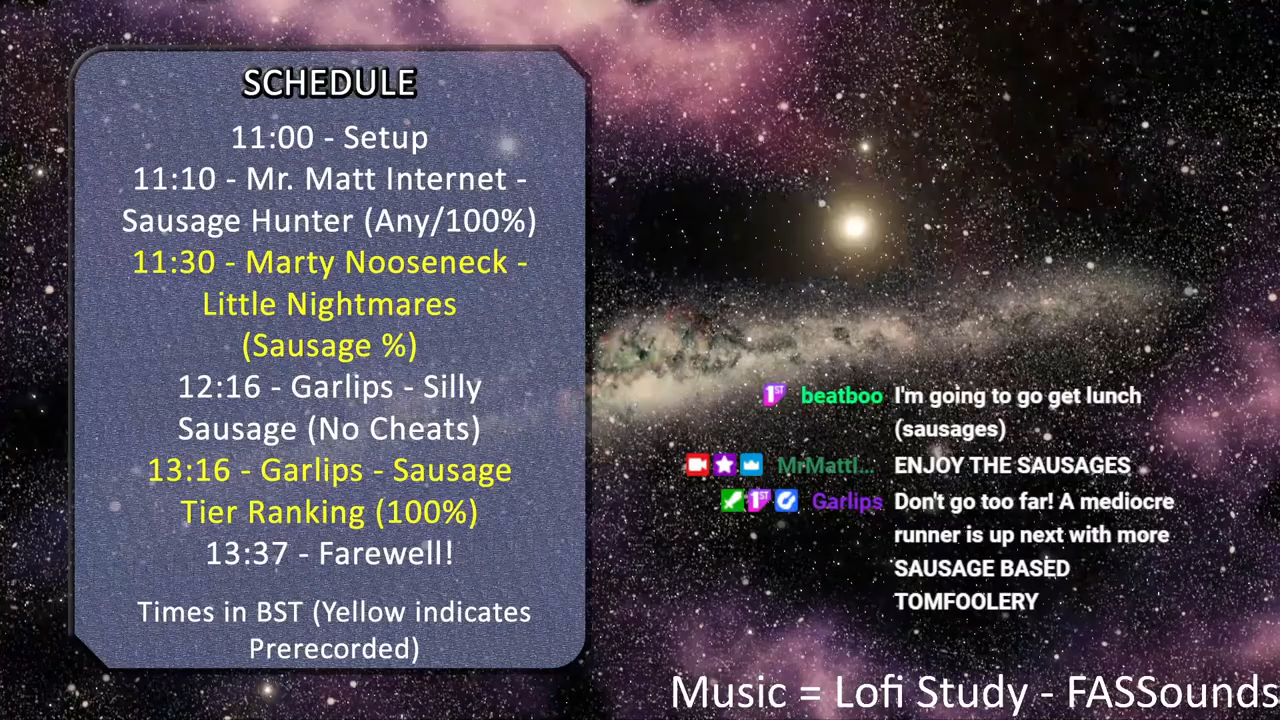 SCHEDULE
11:00 - Setup
11:10 - Mr. Matt Internet -
Sausage Hunter (Any/100%)
11:30 - Marty Nooseneck -
Little Nightmares
(Sausage %)
12:16 - Garlips - Silly
Sausage (No Cheats)
13:16 - Garlips - Sausage
Tier Ranking (100%)
13:37 - Farewell!
Times in BST (Yellow indicates
Prerecorded)
1ST beatboo I'm going to go get lunch
(sausages)
MrMattI... ENJOY THE SAUSAGES
1ST Garlips Don't go too far! A mediocre
runner is up next with more
SAUSAGE BASED
TOMFOOLERY
Music = Lofi Study - FASSounds